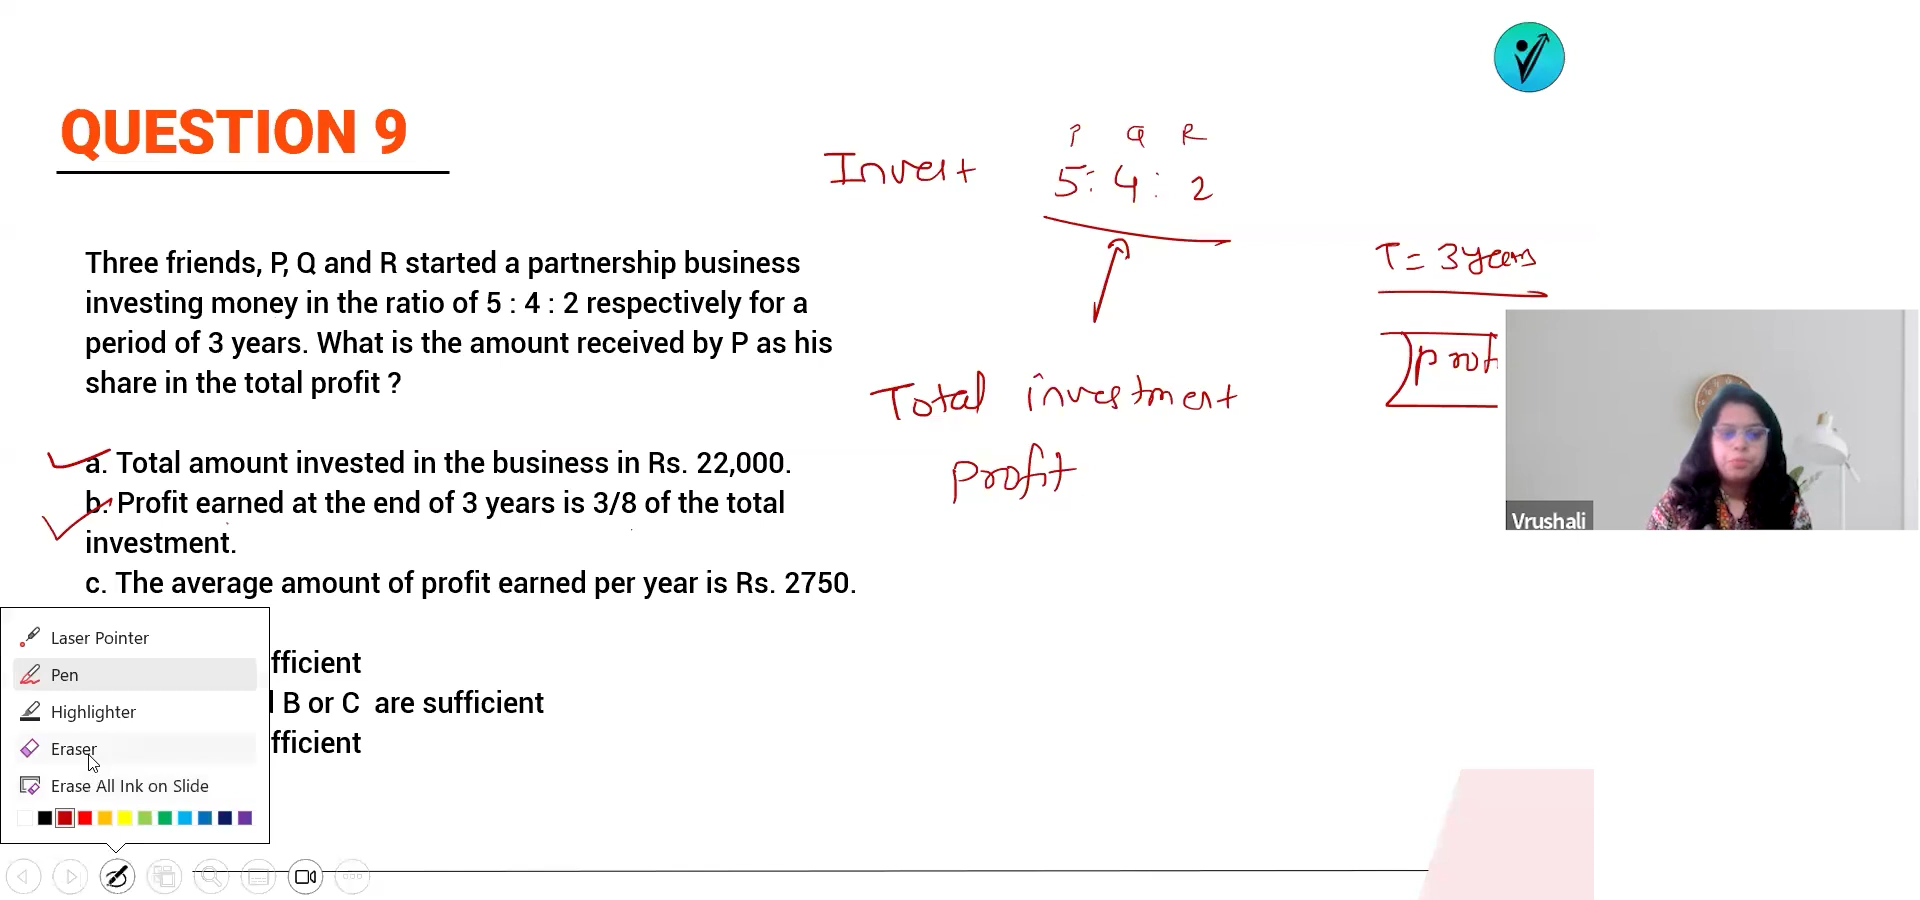 QUESTION 9
Three friends, P, Q and R started a partnership business
investing money in the ratio of 5 : 4 : 2 respectively for a
period of 3 years. What is the amount received by P as his
share in the total profit ?
a. Total amount invested in the business in Rs. 22,000.
b. Profit earned at the end of 3 years is 3/8 of the total
investment.
c. The average amount of profit earned per year is Rs. 2750.
fficient
B or C are sufficient
fficient
Laser Pointer
Pen
Highlighter
Eraser
Erase All Ink on Slide
P Q R
Invest 5 : 4 : 2
T = 3 years
Total investment
Profit
Prof
Vrushali